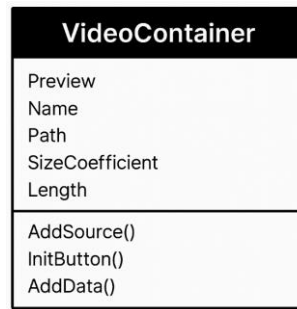 VideoContainer
Preview
Name
Path
SizeCoefficient
Length
AddSource()
InitButton()
AddData()